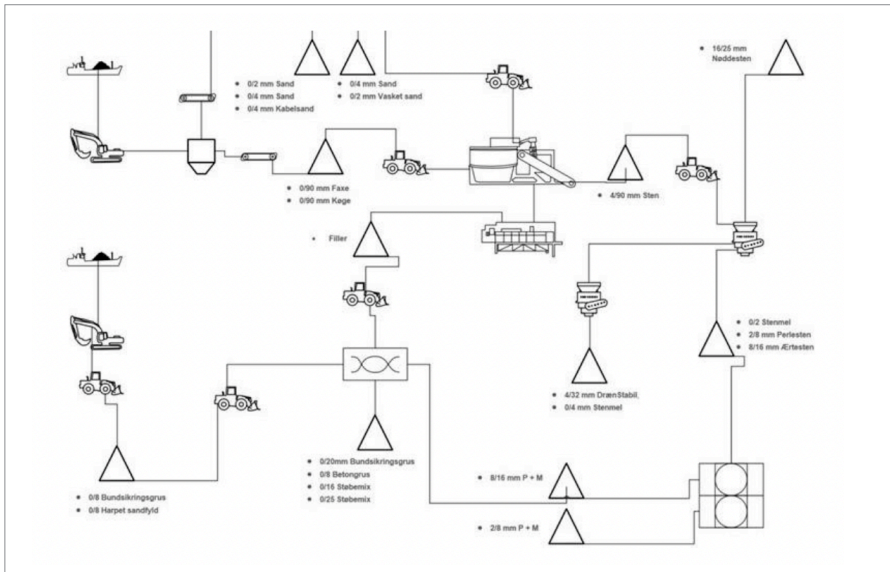 0/2 mm Sand
0/4 mm Sand
0/4 mm Kabelsand
0/4 mm Sand
0/2 mm Vasket sand
16/25 mm
Nøddesten
0/90 mm Faxe
0/90 mm Køge
4/90 mm Sten
Filler
0/2 Stenmel
2/8 mm Perlesten
8/16 mm Ærtesten
4/32 mm DrænStabil.
0/4 mm Stenmel
0/20mm Bundsikringsgrus
0/8 Betongrus
0/16 Støbemix
0/25 Støbemix
0/8 Bundsikringsgrus
0/8 Harpet sandfyld
8/16 mm P + M
2/8 mm P + M